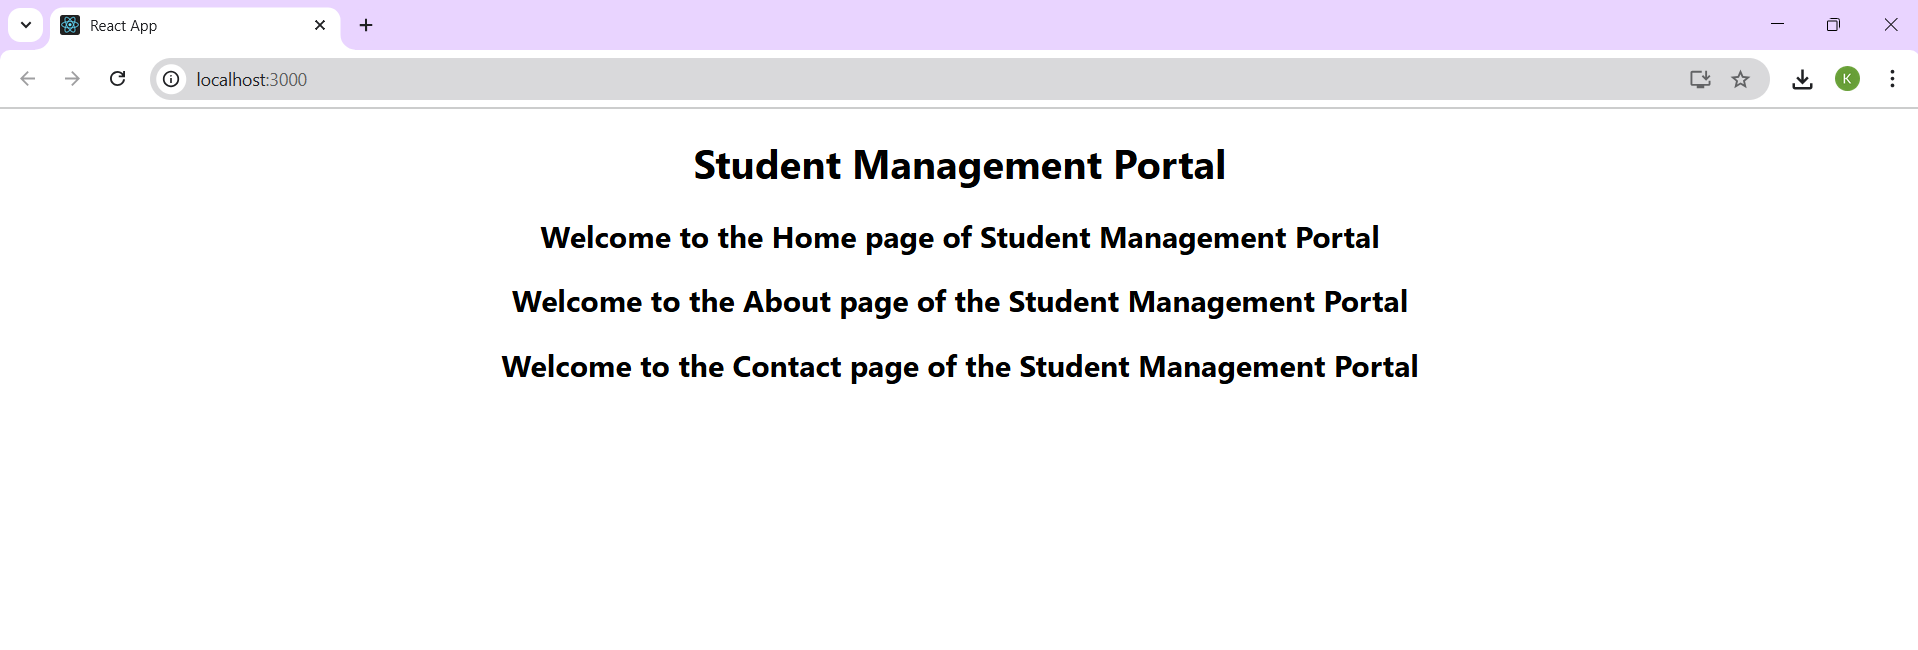 React App
localhost:3000
K
Student Management Portal
Welcome to the Home page of Student Management Portal
Welcome to the About page of the Student Management Portal
Welcome to the Contact page of the Student Management Portal